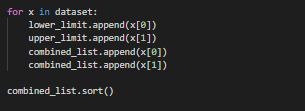 for x in dataset:
    lower_limit.append(x[0])
    upper_limit.append(x[1])
    combined_list.append(x[0])
    combined_list.append(x[1])
combined_list.sort()